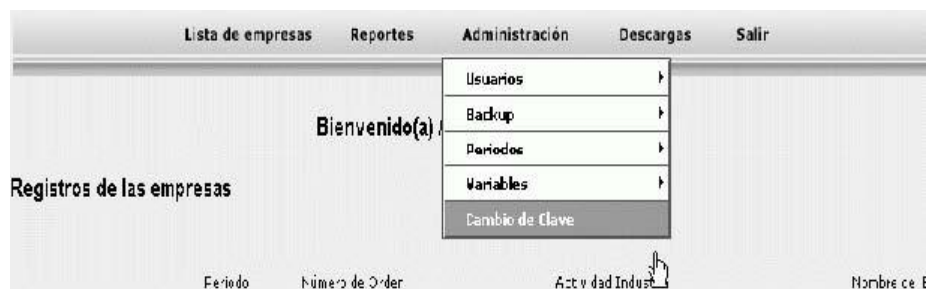 Lista de empresas Reportes Administración Descargas Salir
Usuarios
Backup
Bienvenido(a)
Periodos
Variables
Registros de las empresas
Cambio de Clave
Periodo Número de Orden Actividad Indust Nombre de